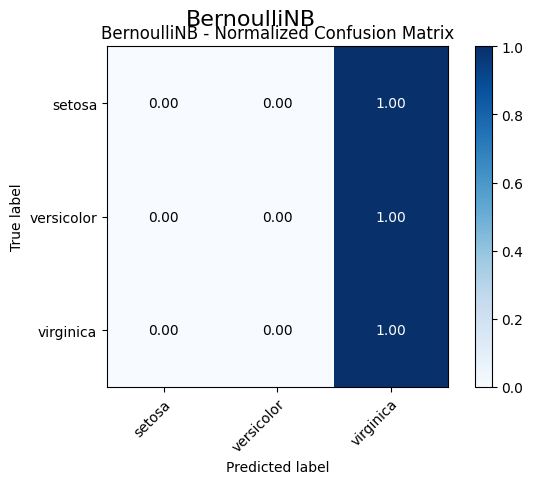 BernoulliNB
BernoulliNB - Normalized Confusion Matrix
1.0
setosa 0.00 0.00 1.00
0.8
0.6
True label
versicolor 0.00 0.00 1.00
0.4
virginica 0.00 0.00 1.00
0.2
0.0
setosa versicolor virginica
Predicted label